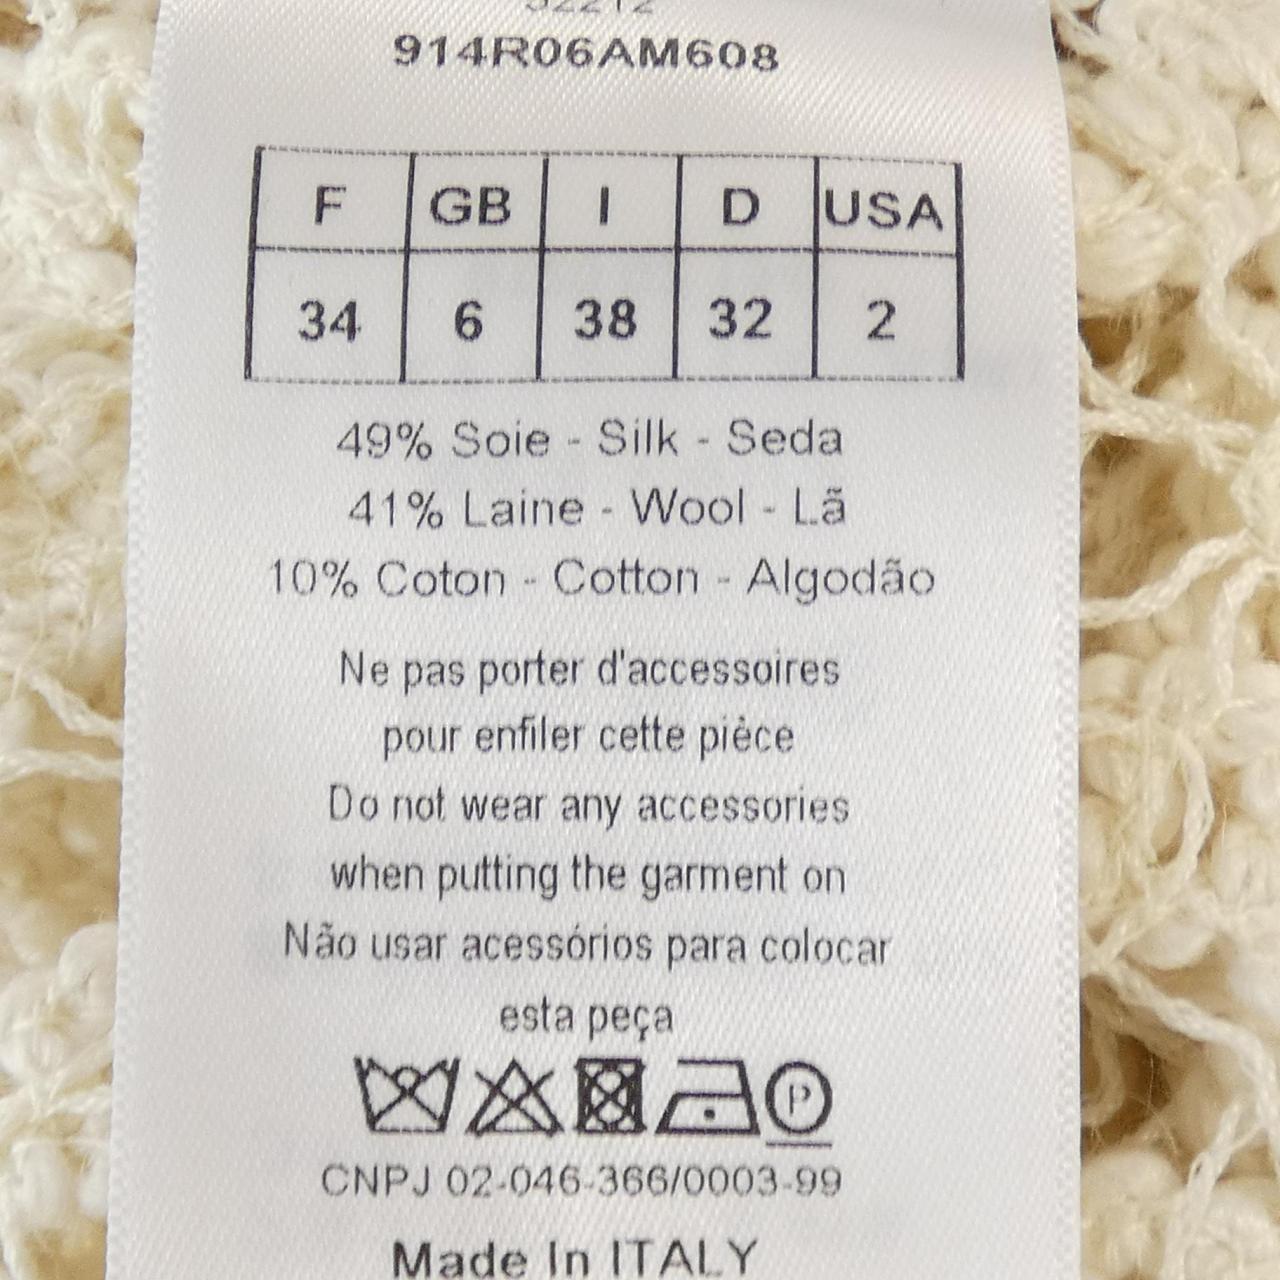 914R06AM608
F GB I D USA
34 6 38 32 2
49% Soie - Silk - Seda
41% Laine - Wool - Lã
10% Coton - Cotton - Algodão
Ne pas porter d'accessoires
pour enfiler cette pièce
Do not wear any accessories
when putting the garment on
Não usar acessórios para colocar
esta peça
P
CNPJ 02-046-366/0003-99
Made In ITALY